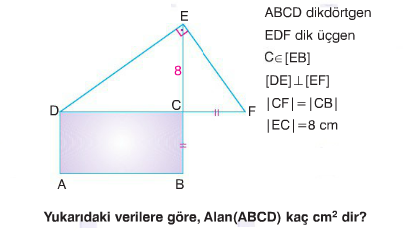 E
ABCD dikdörtgen
EDF dik üçgen
C∈[EB]
[DE]⊥[EF]
|CF|=|CB|
|EC|=8 cm
8
D
C
F
A
B
Yukarıdaki verilere göre, Alan(ABCD) kaç cm² dir?